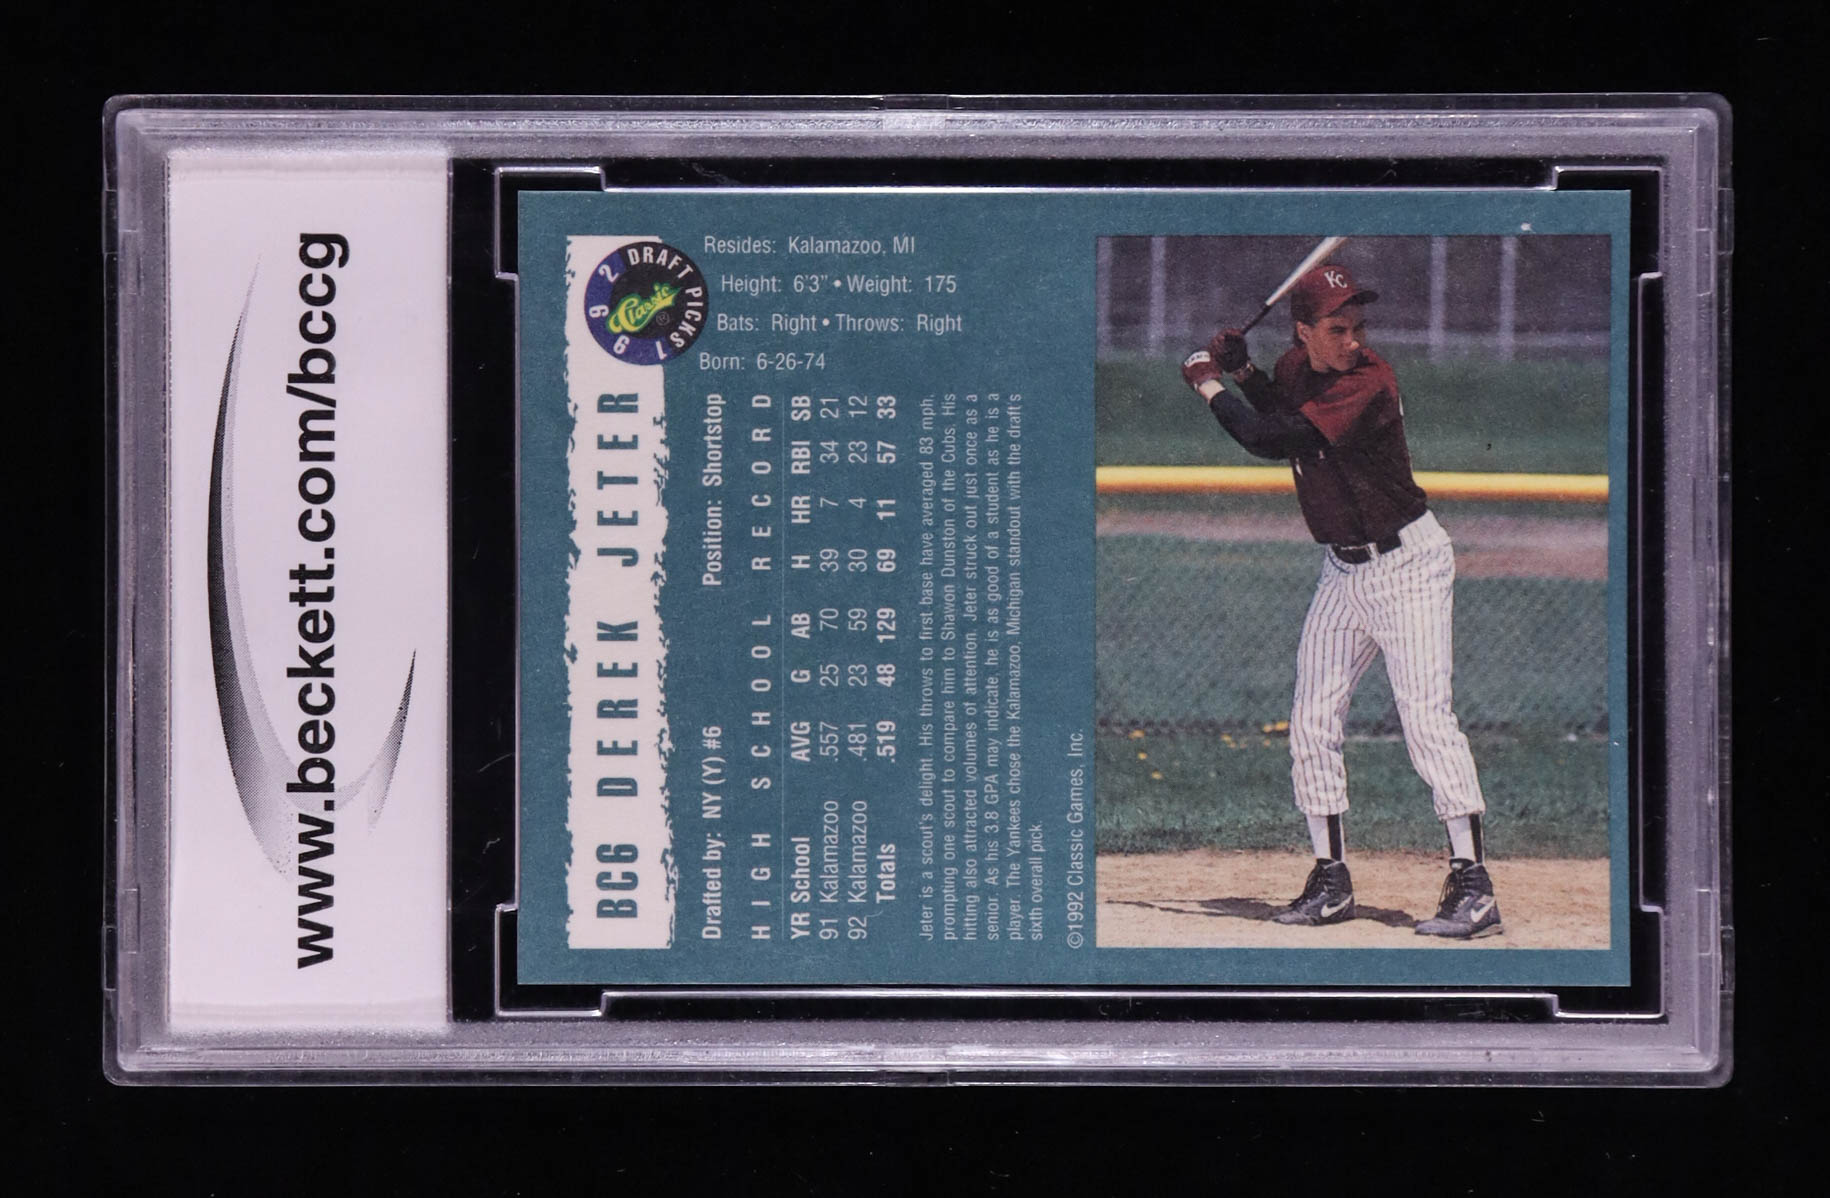 www.beckett.com/bccg
BC6 DEREK JETER
1992 DRAFT PICKS
Classic ®
Resides: Kalamazoo, MI
Height: 6'3" • Weight: 175
Bats: Right • Throws: Right
Born: 6-26-74
Drafted by: NY (Y) #6 Position: Shortstop
HIGH SCHOOL RECORD
YR School AVG G AB H HR RBI SB
91 Kalamazoo .557 25 70 39 7 34 21
92 Kalamazoo .481 23 59 30 4 23 12
Totals .519 48 129 69 11 57 33
Jeter is a scout's delight. His throws to first base have averaged 83 mph,
prompting one scout to compare him to Shawon Dunston of the Cubs. His
hitting also attracted volumes of attention. Jeter struck out just once as a
senior. As his 3.8 GPA may indicate, he is as good of a student as he is a
player. The Yankees chose the Kalamazoo, Michigan standout with the draft's
sixth overall pick.
©1992 Classic Games, Inc.
KC